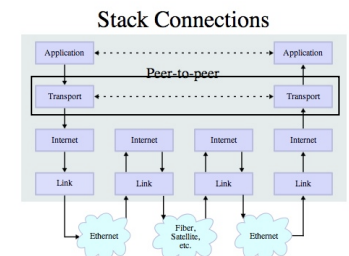 Stack Connections
Application
Application
Peer-to-peer
Transport
Transport
Internet
Internet
Internet
Internet
Link
Link
Link
Link
Ethernet
Fiber,
Satellite,
etc.
Ethernet